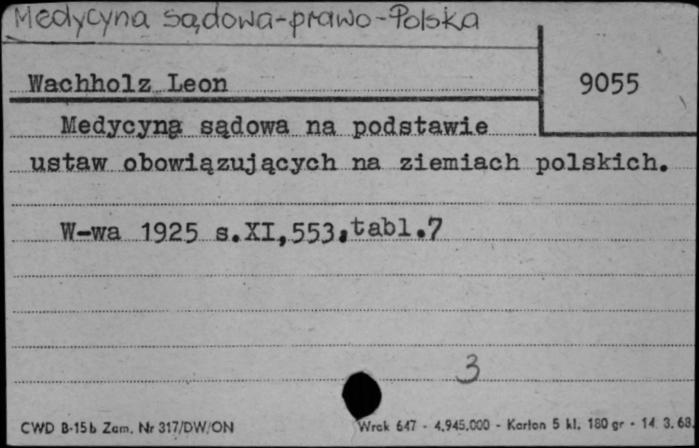 Medycyna sądowa-prawo-Polska
Wachholz Leon
9055
Medycyną sądowa na podstawie
ustaw obowiązujących na ziemiach polskich.
W-wa 1925 s.XI,553,tabl.7
3
CWD B-15b Zam. Nr 317/DW/ON
Wrak 647 - 4.945.000 - Karton 5 kl. 180 gr - 14. 3. 68